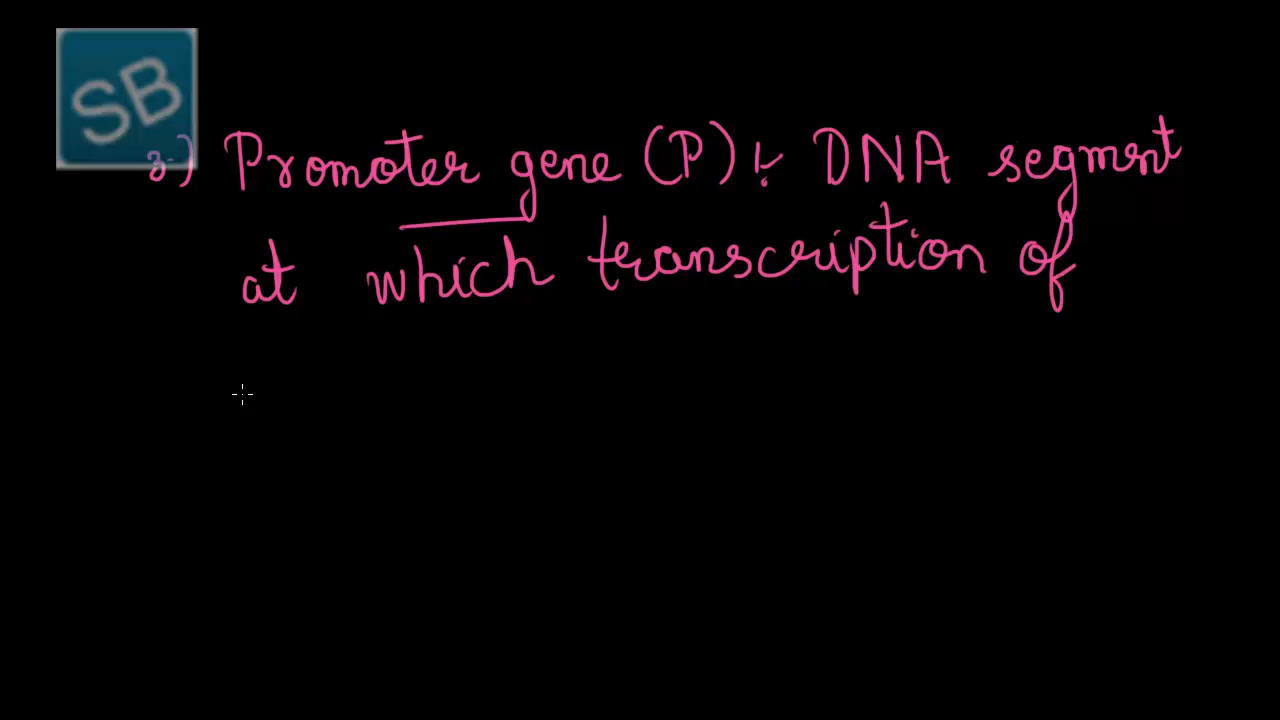 SB
3.) Promoter gene (P) :- DNA segment
at which transcription of